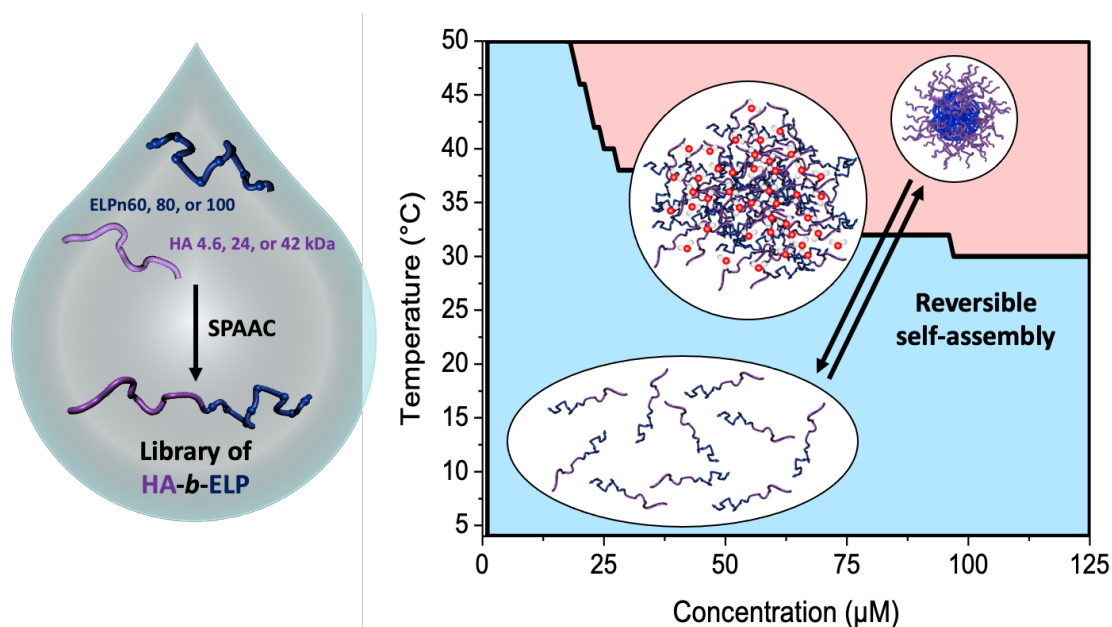 ELPn60, 80, or 100
HA 4.6, 24, or 42 kDa
SPAAC
Library of
HA-b-ELP
Temperature (°C)
50
45
40
35
30
25
20
15
10
5
Reversible
self-assembly
0
25
50
75
100
125
Concentration (µM)